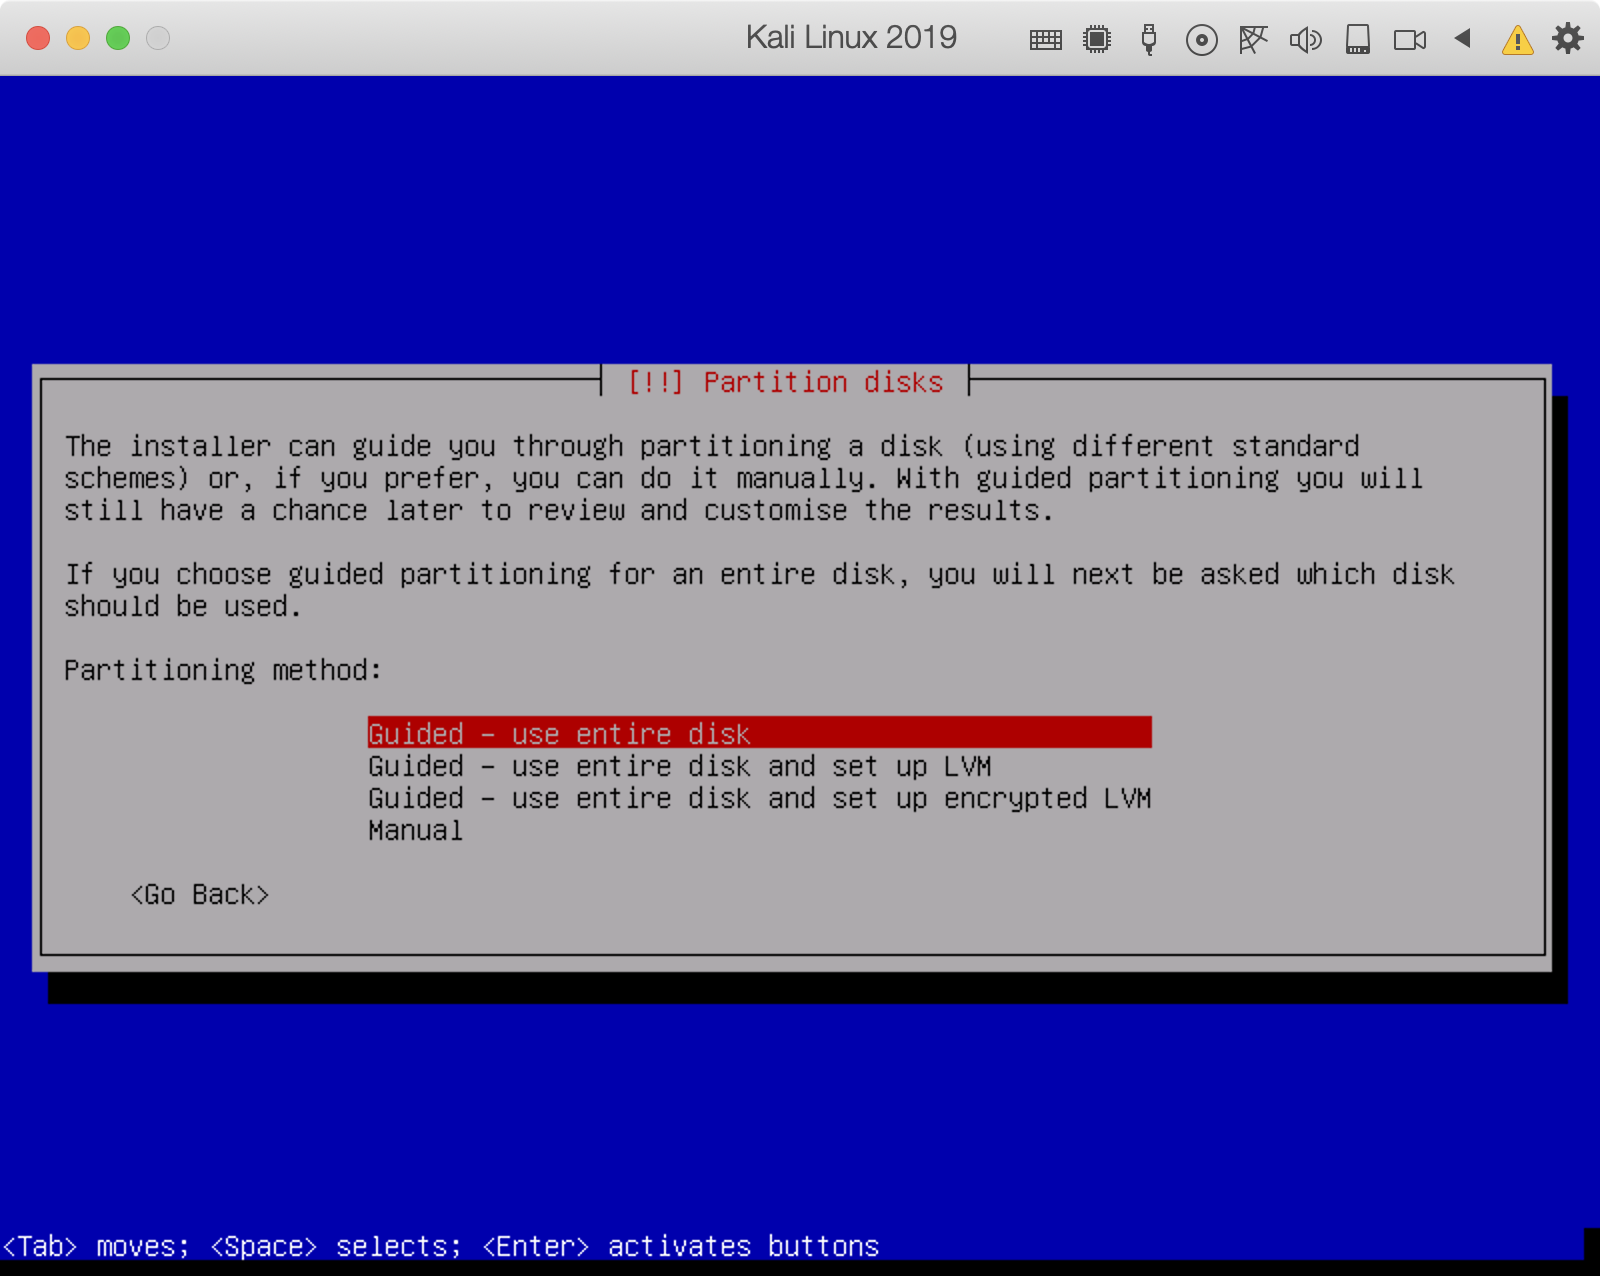 Kali Linux 2019
[!!] Partition disks
The installer can guide you through partitioning a disk (using different standard
schemes) or, if you prefer, you can do it manually. With guided partitioning you will
still have a chance later to review and customise the results.
If you choose guided partitioning for an entire disk, you will next be asked which disk
should be used.
Partitioning method:
Guided - use entire disk
Guided - use entire disk and set up LVM
Guided - use entire disk and set up encrypted LVM
Manual
<Go Back>
<Tab> moves; <Space> selects; <Enter> activates buttons